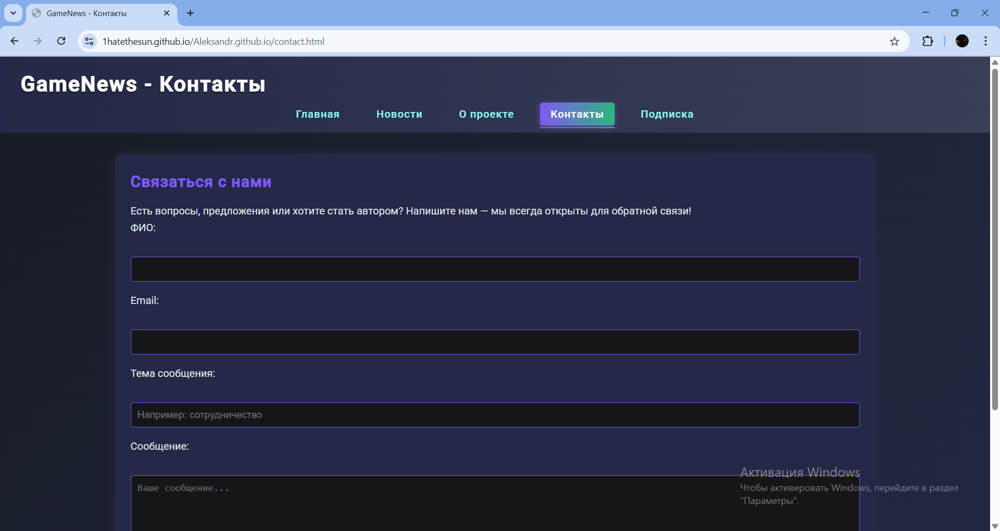 GameNews - Контакты
1hatethesun.github.io/Aleksandr.github.io/contact.html
GameNews - Контакты
Главная Новости О проекте Контакты Подписка
Связаться с нами
Есть вопросы, предложения или хотите стать автором? Напишите нам — мы всегда открыты для обратной связи!
ФИО:
Email:
Тема сообщения:
Например: сотрудничество
Сообщение:
Ваше сообщение...
Активация Windows
Чтобы активировать Windows, перейдите в раздел
"Параметры".